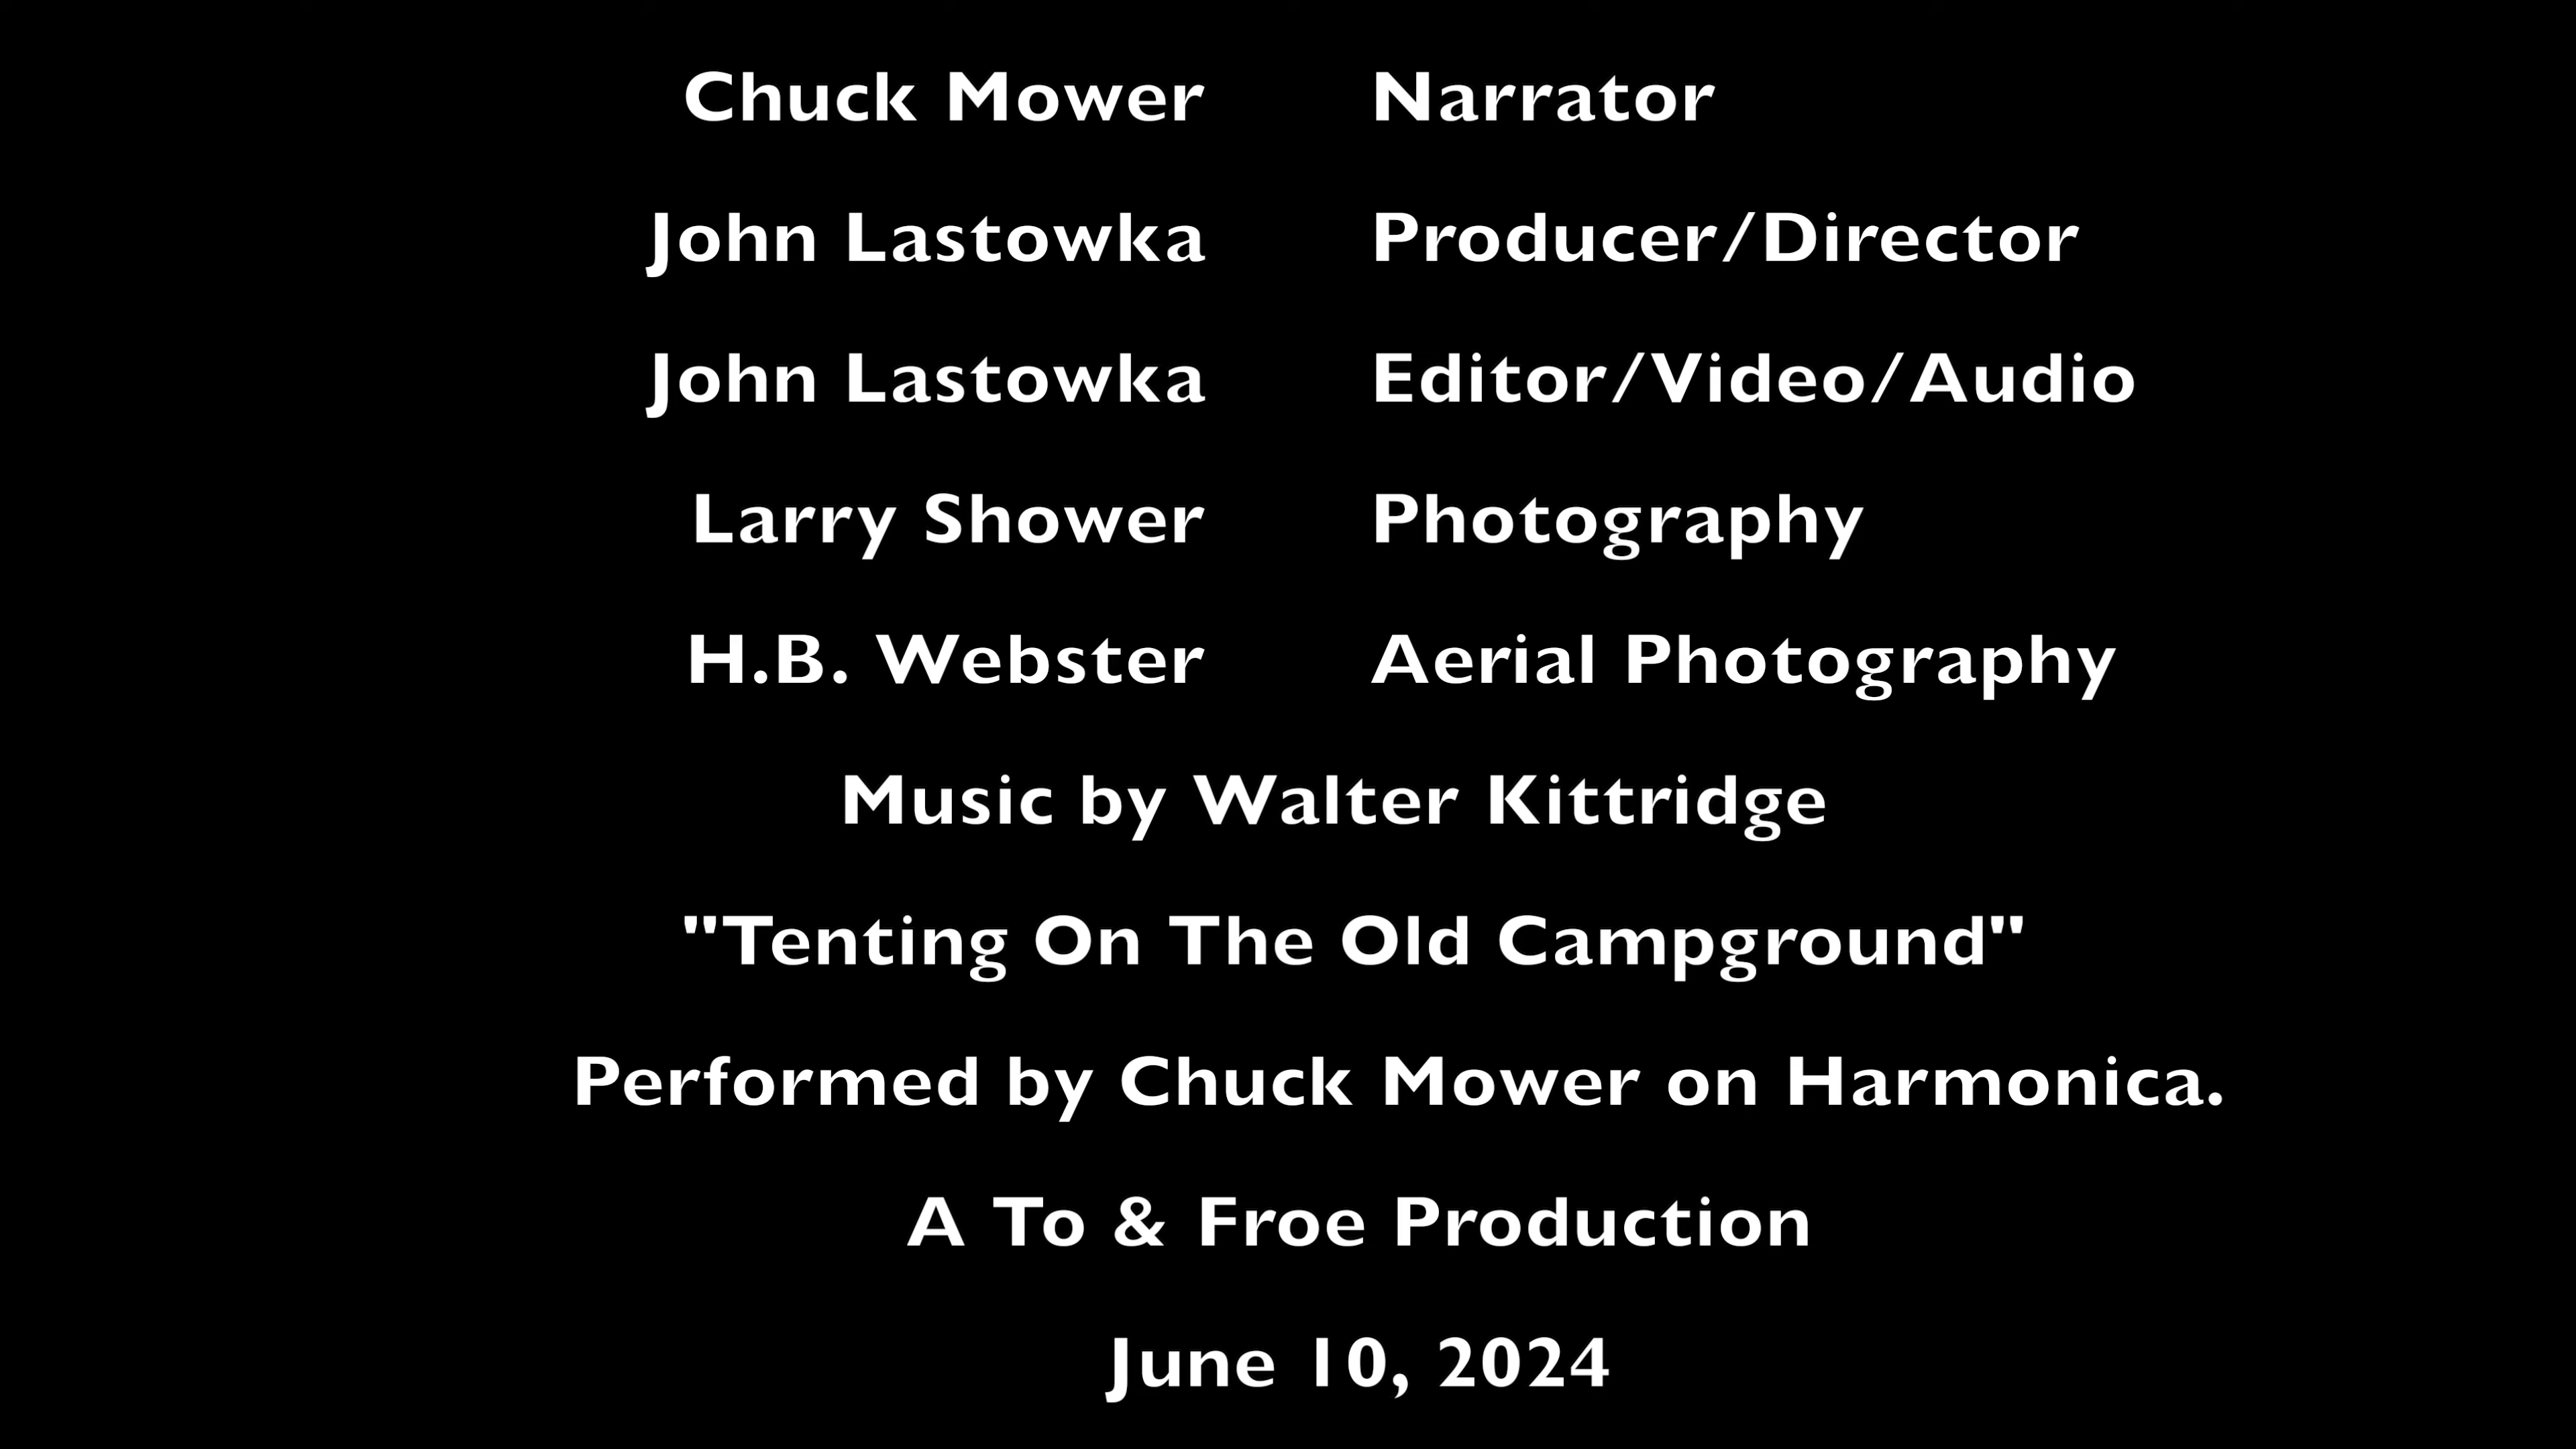 Chuck Mower Narrator
John Lastowka Producer/Director
John Lastowka Editor/Video/Audio
Larry Shower Photography
H.B. Webster Aerial Photography
Music by Walter Kittridge
"Tenting On The Old Campground"
Performed by Chuck Mower on Harmonica.
A To & Froe Production
June 10, 2024